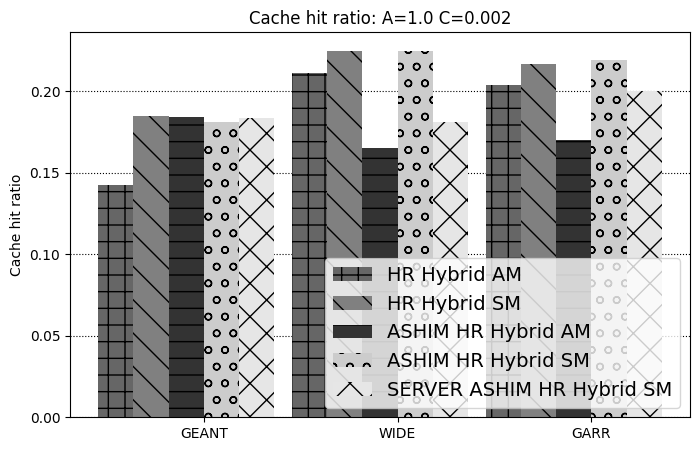 Cache hit ratio: A=1.0 C=0.002
Cache hit ratio
0.20
0.15
0.10
0.05
0.00
HR Hybrid AM
HR Hybrid SM
ASHIM HR Hybrid AM
ASHIM HR Hybrid SM
SERVER ASHIM HR Hybrid SM
GEANT
WIDE
GARR